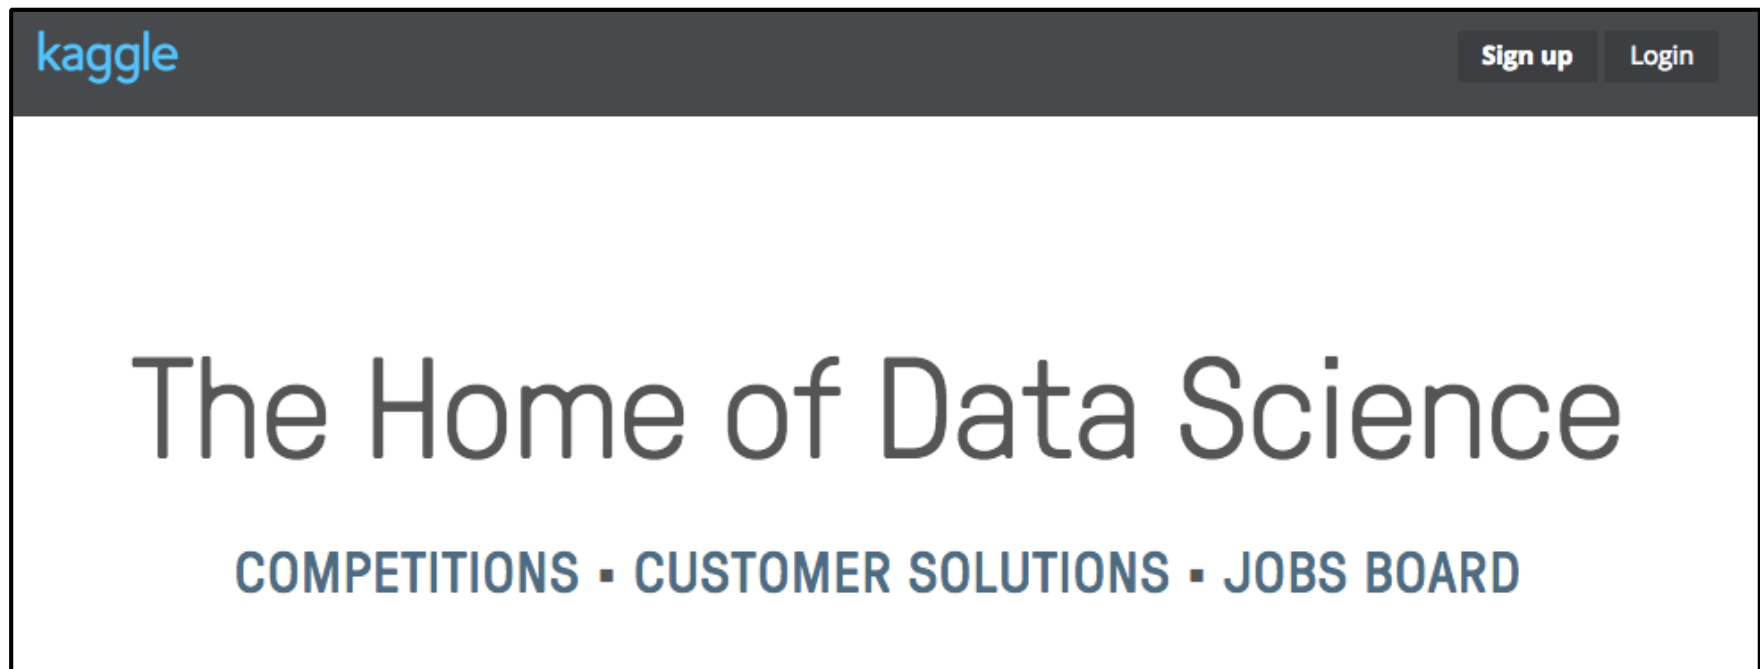 kaggle Sign up Login
The Home of Data Science
COMPETITIONS ▪ CUSTOMER SOLUTIONS ▪ JOBS BOARD